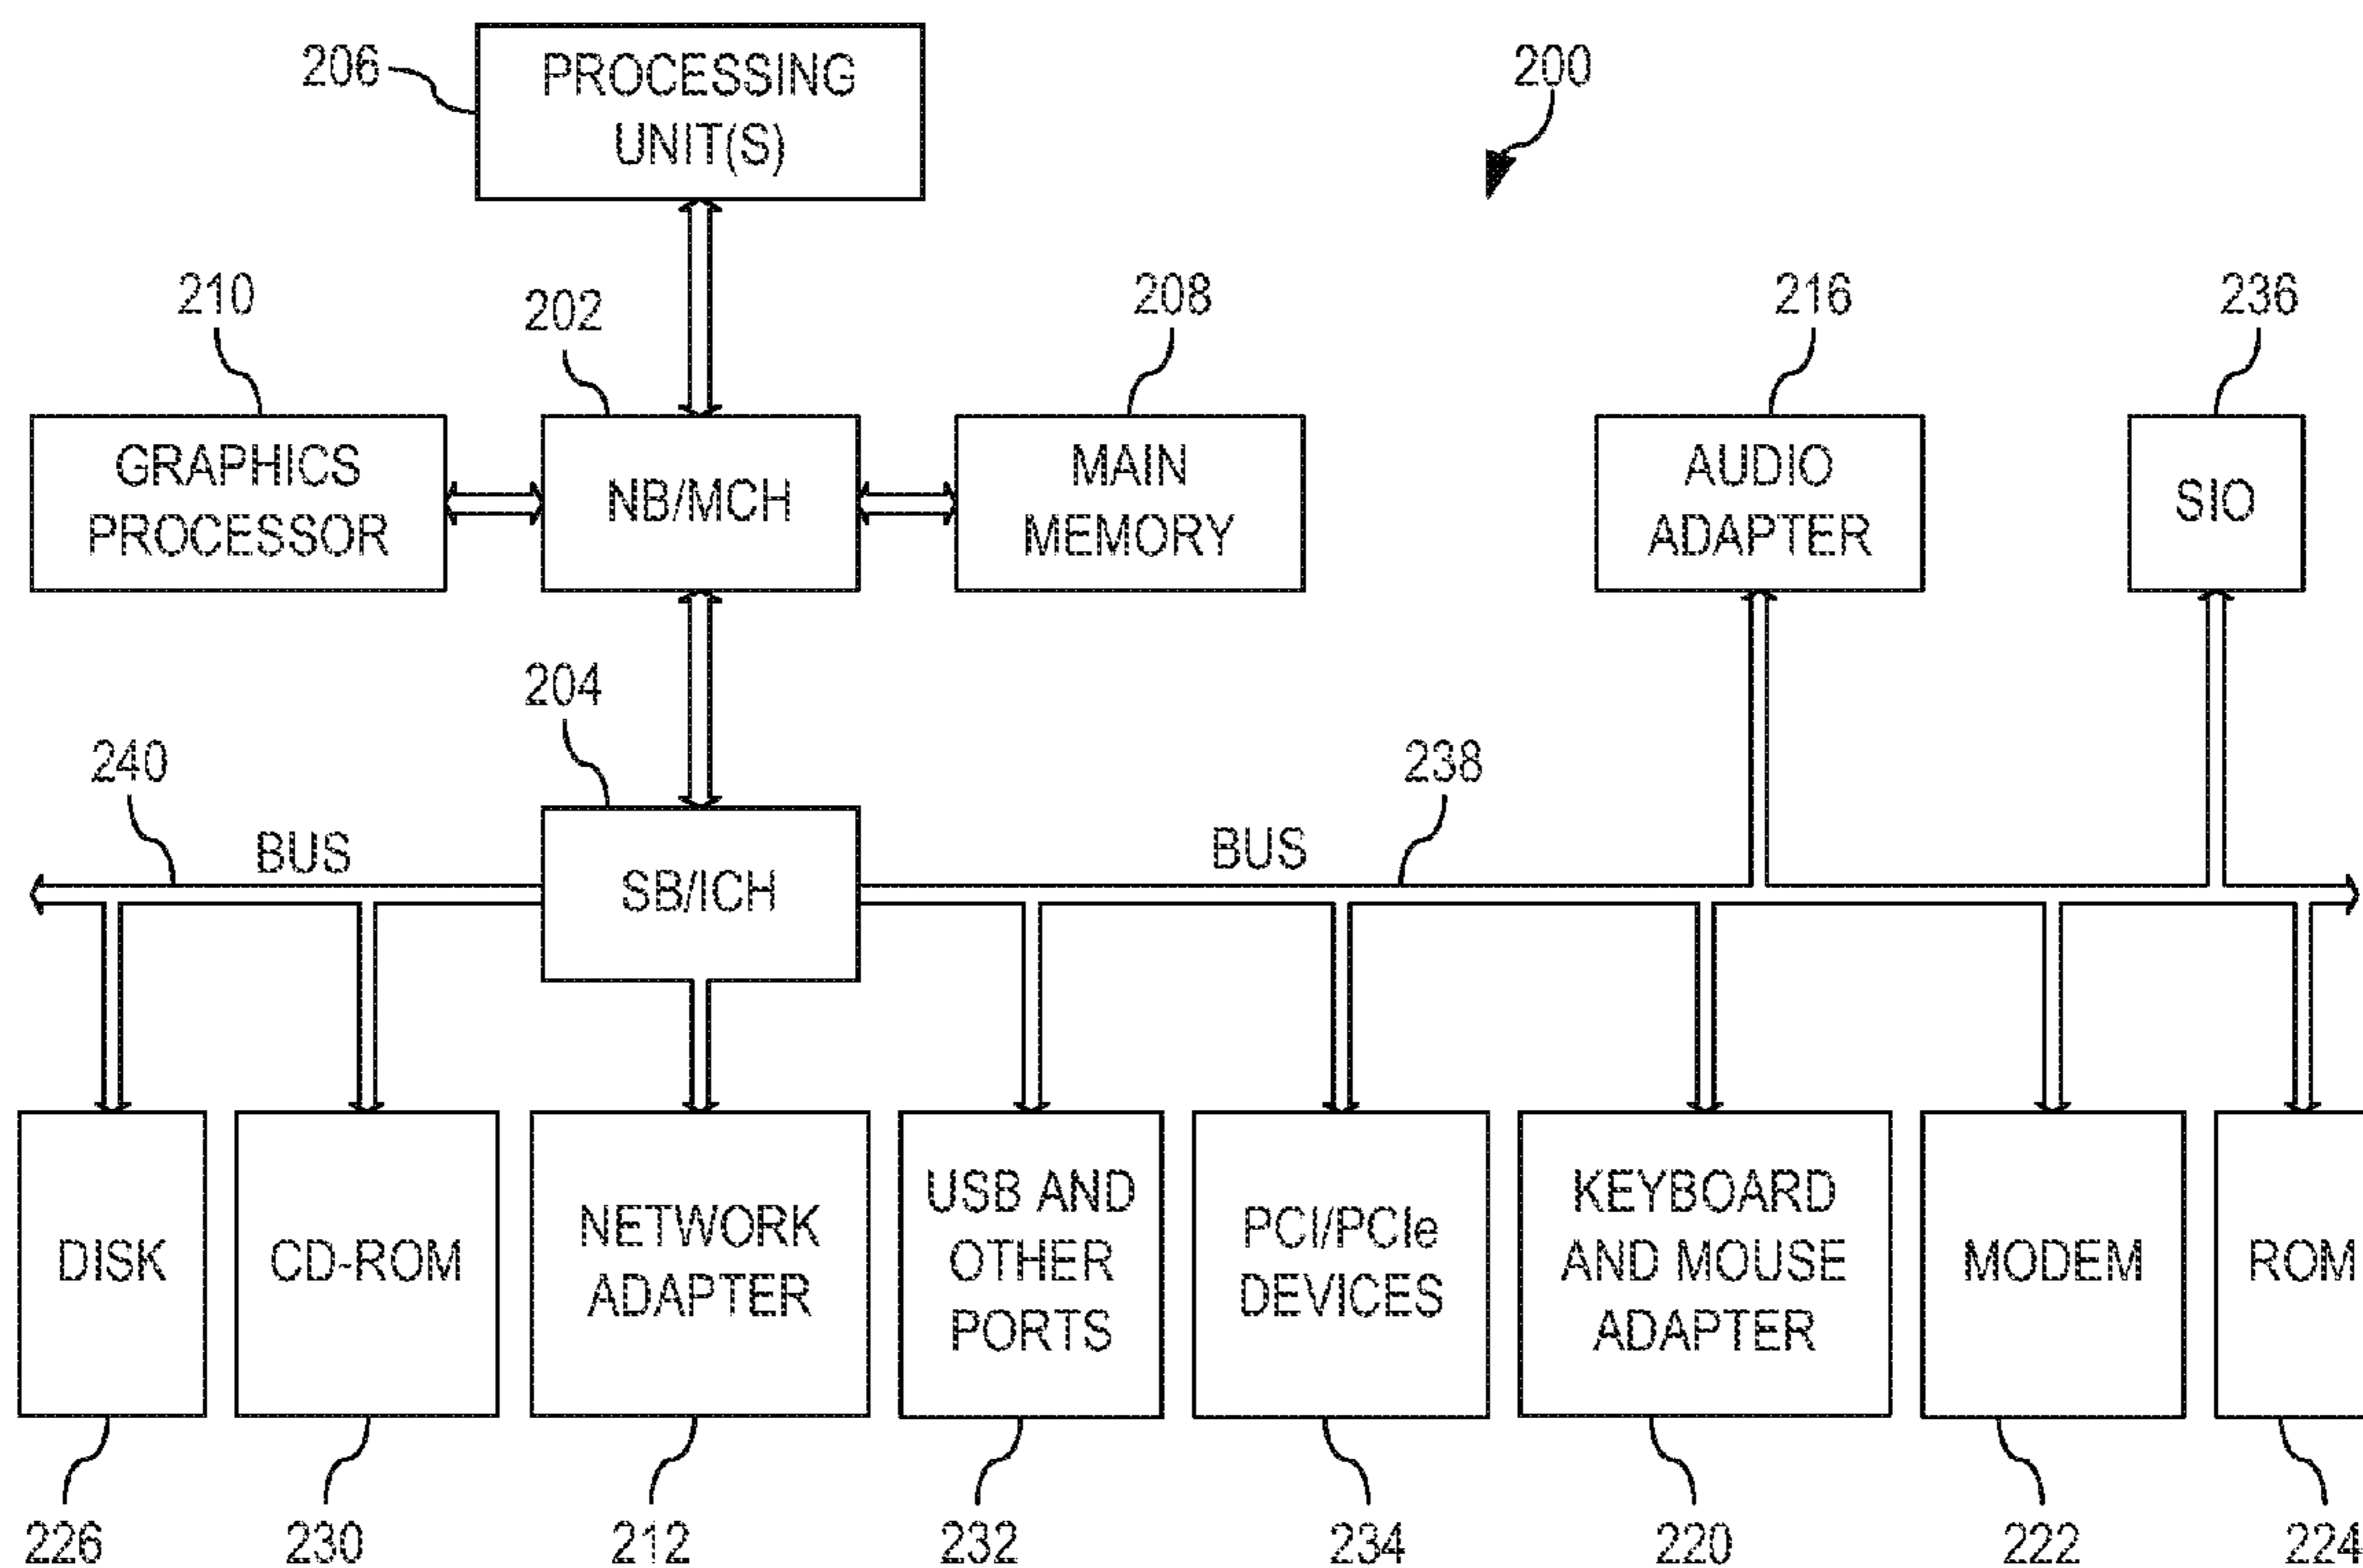 206
PROCESSING
UNIT(S)
200
210
202
208
216
236
GRAPHICS
PROCESSOR
NB/MCH
MAIN
MEMORY
AUDIO
ADAPTER
SIO
204
240
238
BUS
BUS
SB/ICH
DISK
CD-ROM
NETWORK
ADAPTER
USB AND
OTHER
PORTS
PCI/PCIe
DEVICES
KEYBOARD
AND MOUSE
ADAPTER
MODEM
ROM
226
230
212
232
234
220
222
224